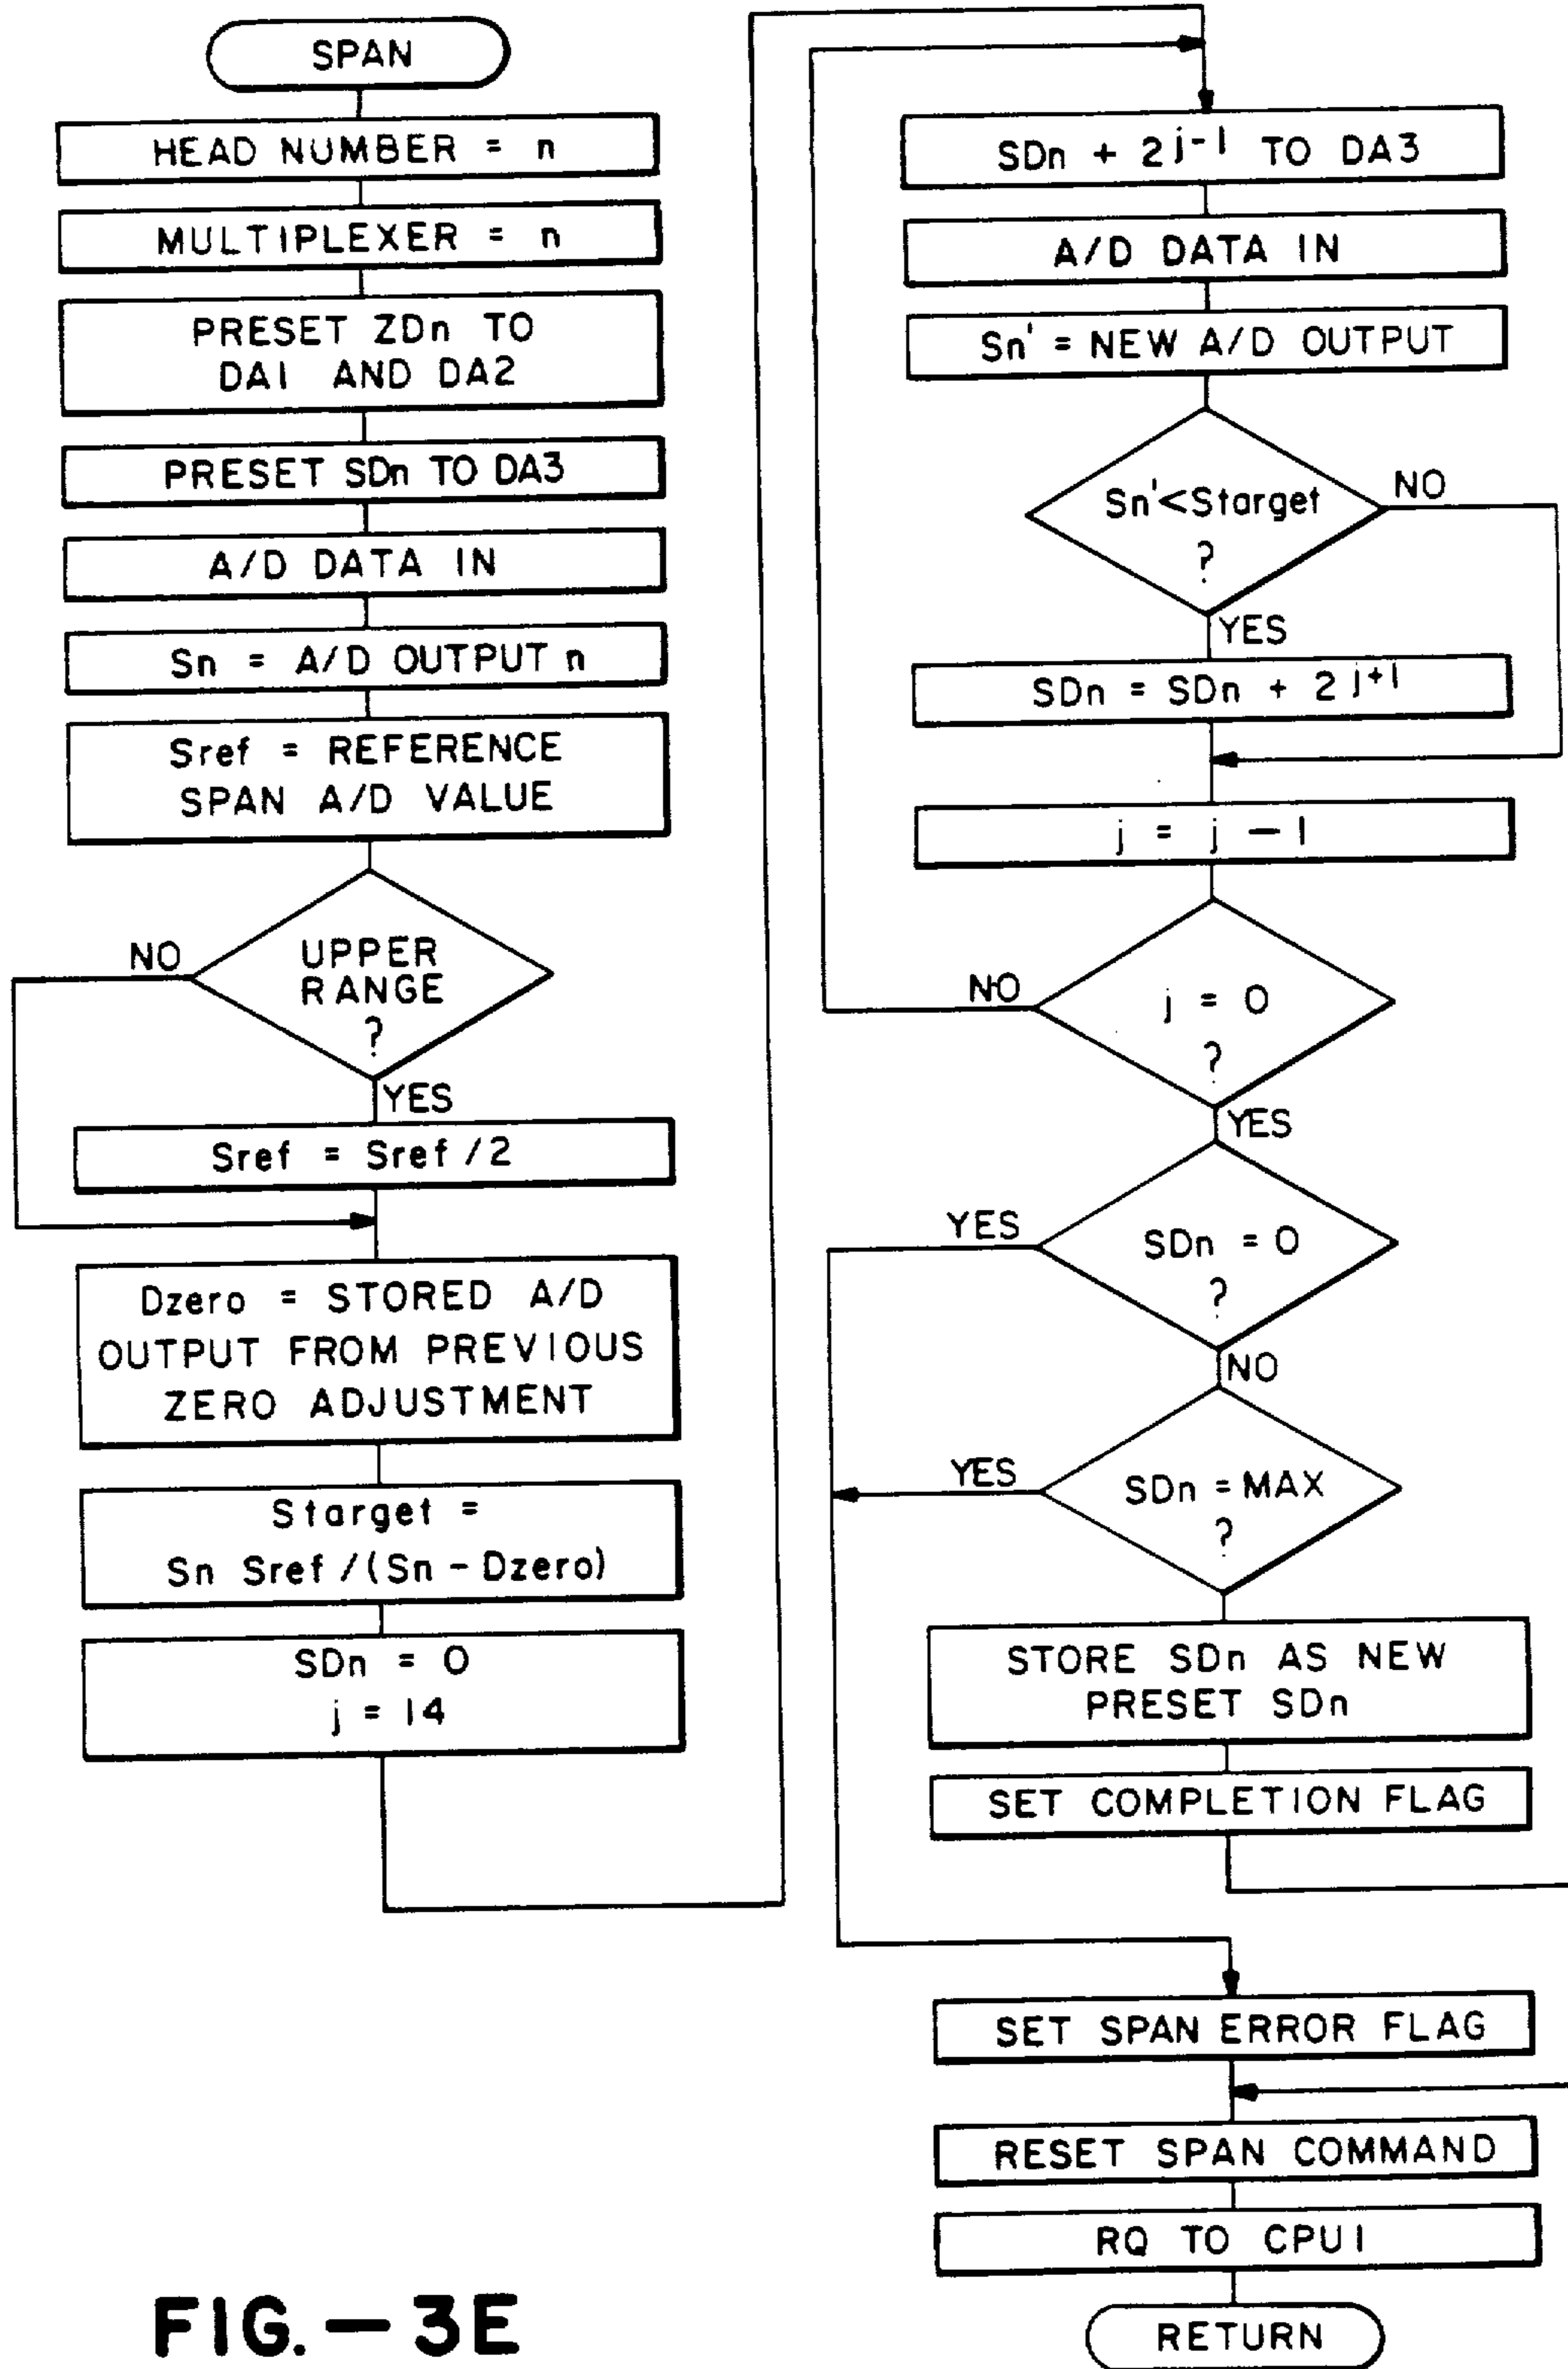 SPAN
HEAD NUMBER = n
MULTIPLEXER = n
PRESET ZDn TO
DA1 AND DA2
PRESET SDn TO DA3
A/D DATA IN
Sn = A/D OUTPUT n
Sref = REFERENCE
SPAN A/D VALUE
NO
UPPER
RANGE
?
YES
Sref = Sref / 2
Dzero = STORED A/D
OUTPUT FROM PREVIOUS
ZERO ADJUSTMENT
Starget =
Sn Sref / (Sn - Dzero)
SDn = 0
j = 14
SDn + 2^j-1 TO DA3
A/D DATA IN
Sn' = NEW A/D OUTPUT
Sn' < Starget
?
NO
YES
SDn = SDn + 2^j+1
j = j - 1
NO
j = 0
?
YES
YES
SDn = 0
?
NO
YES
SDn = MAX
?
STORE SDn AS NEW
PRESET SDn
SET COMPLETION FLAG
SET SPAN ERROR FLAG
RESET SPAN COMMAND
RQ TO CPU1
RETURN
FIG. — 3E